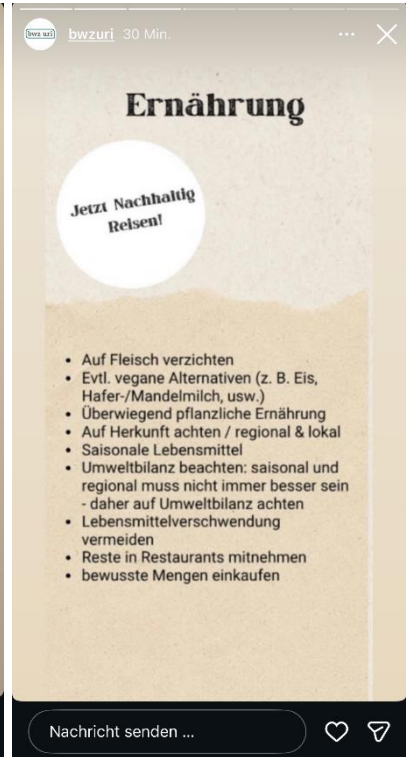 bwz uri
bwzuri 30 Min.
Ernährung
Jetzt Nachhaltig
Reisen!
• Auf Fleisch verzichten
• Evtl. vegane Alternativen (z. B. Eis,
Hafer-/Mandelmilch, usw.)
• Überwiegend pflanzliche Ernährung
• Auf Herkunft achten / regional & lokal
• Saisonale Lebensmittel
• Umweltbilanz beachten: saisonal und
regional muss nicht immer besser sein
- daher auf Umweltbilanz achten
• Lebensmittelverschwendung
vermeiden
• Reste in Restaurants mitnehmen
• bewusste Mengen einkaufen
Nachricht senden ...